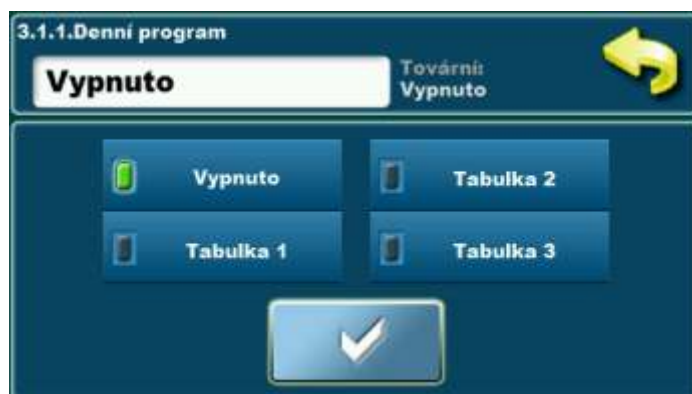 3.1.1.Denní program
Vypnuto
Tovární:
Vypnuto
Vypnuto
Tabulka 2
Tabulka 1
Tabulka 3